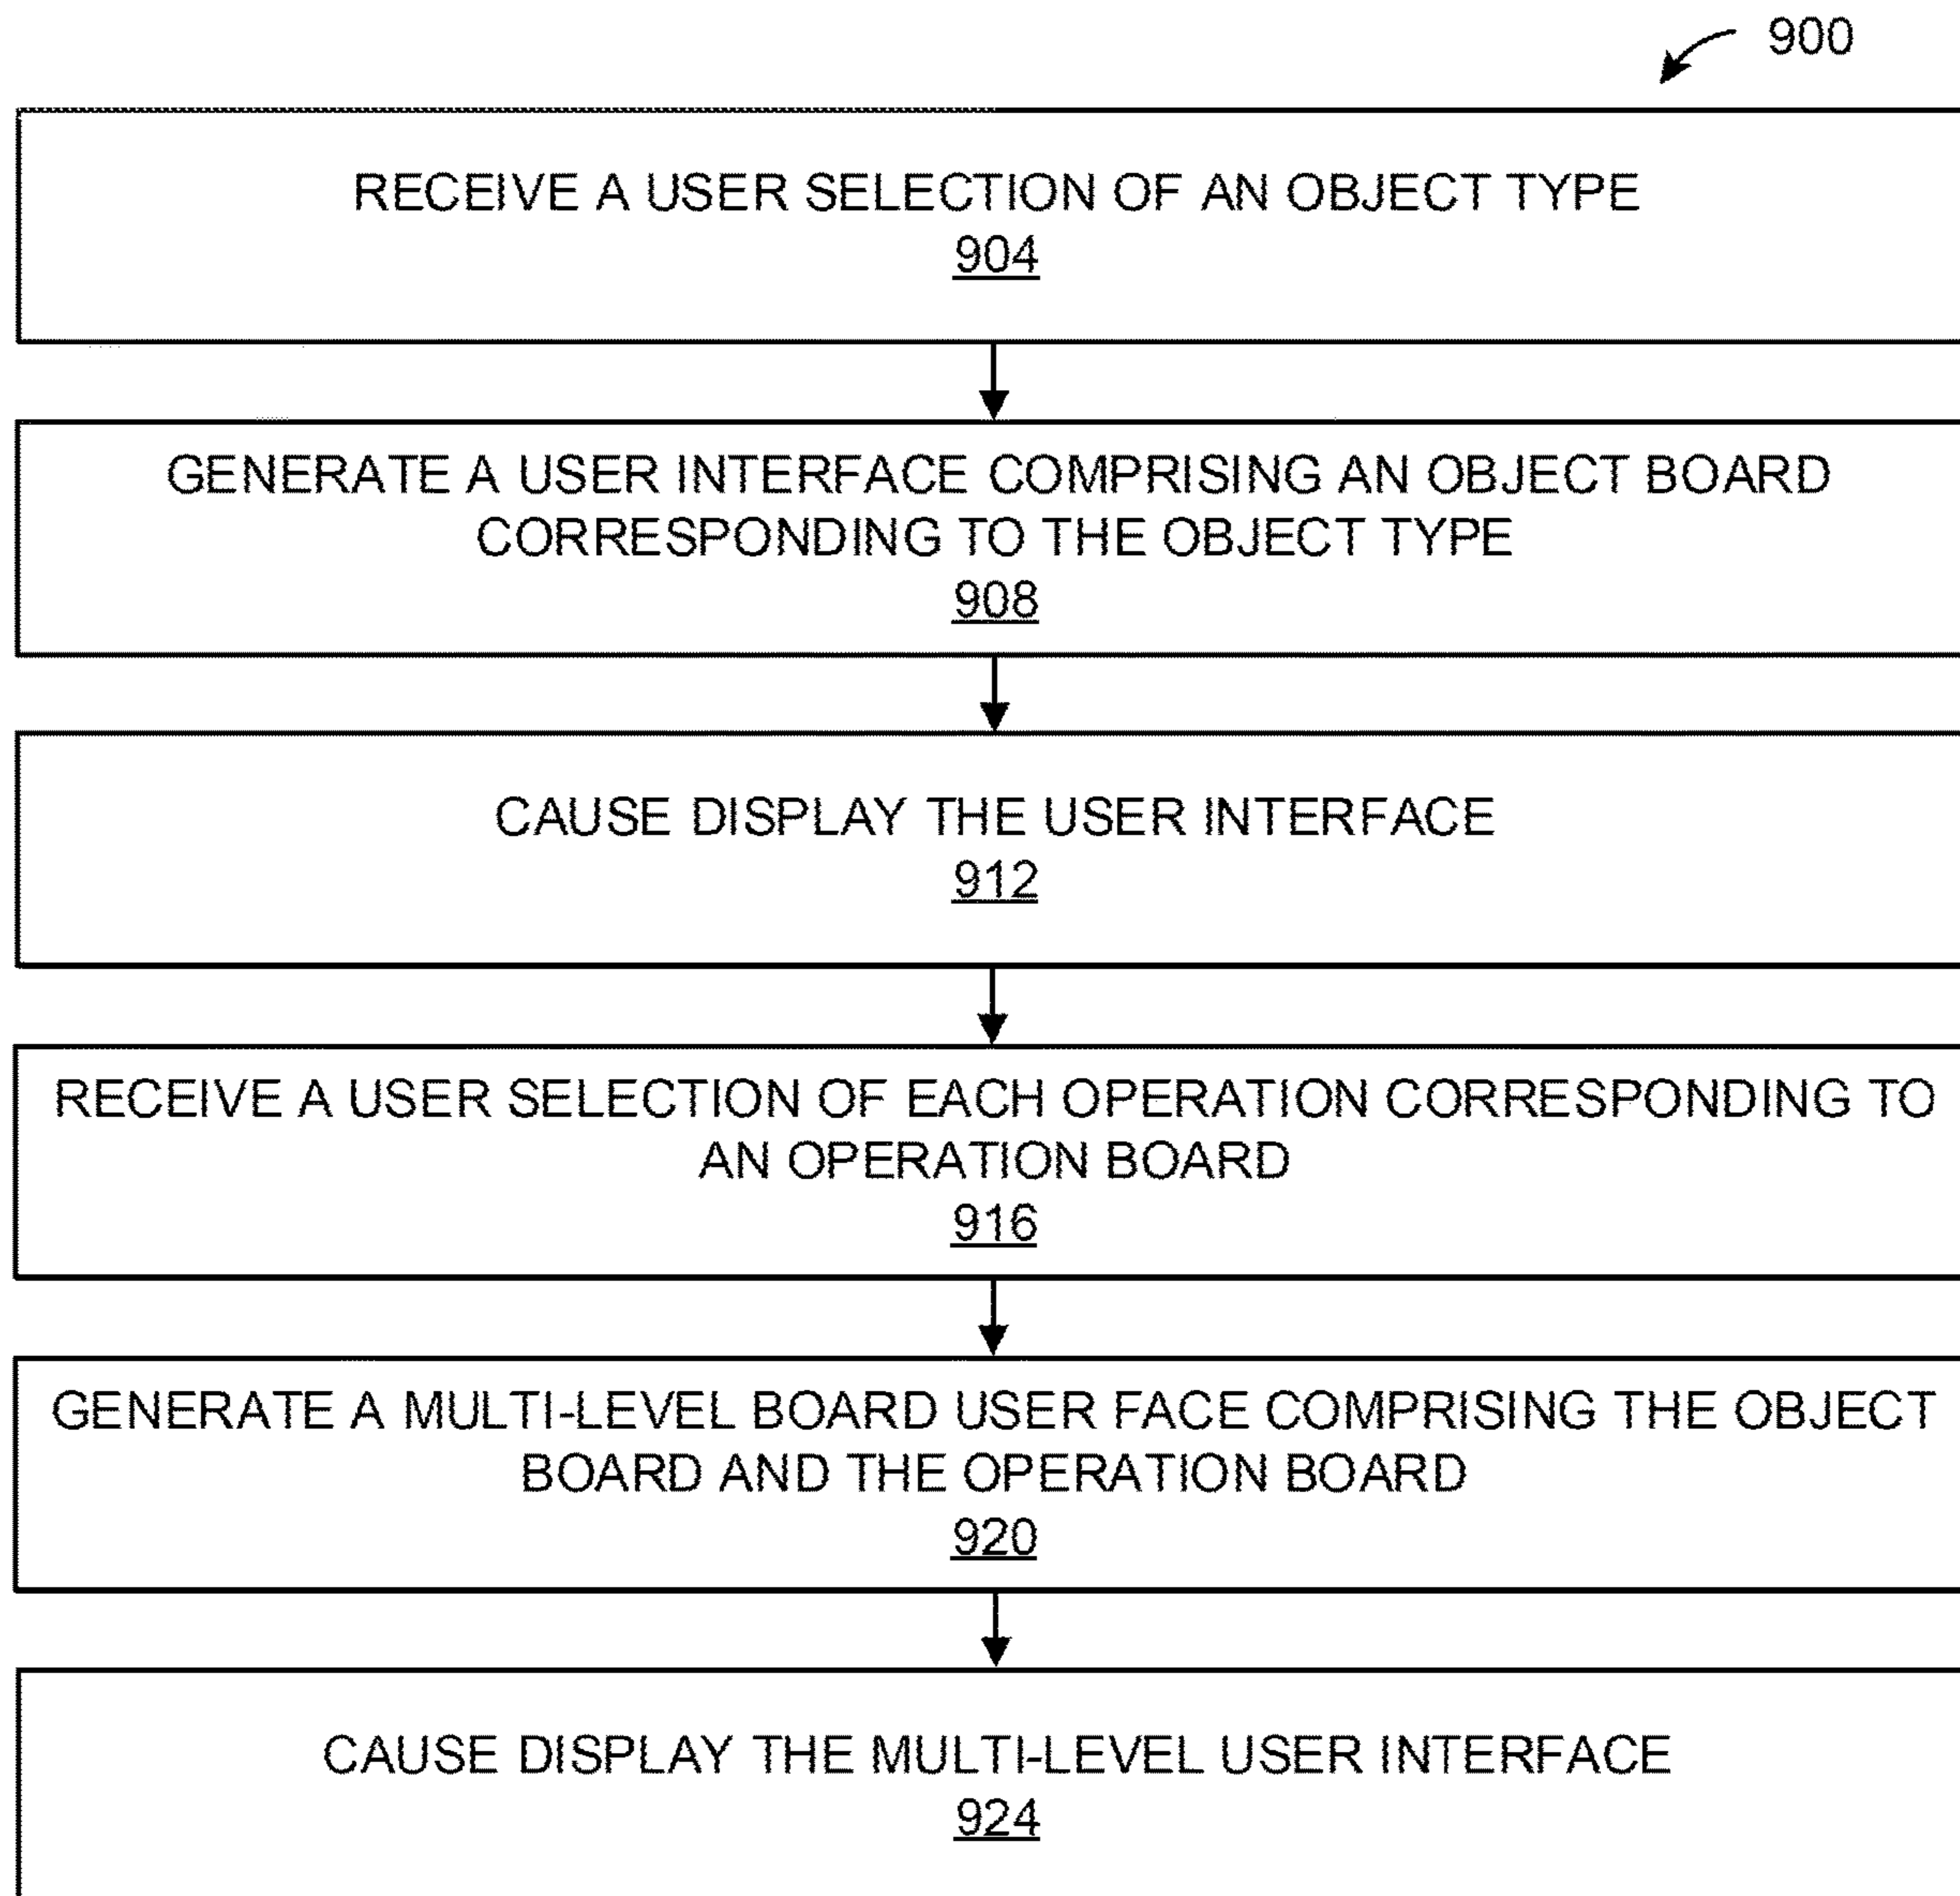 900
RECEIVE A USER SELECTION OF AN OBJECT TYPE
904
GENERATE A USER INTERFACE COMPRISING AN OBJECT BOARD
CORRESPONDING TO THE OBJECT TYPE
908
CAUSE DISPLAY THE USER INTERFACE
912
RECEIVE A USER SELECTION OF EACH OPERATION CORRESPONDING TO
AN OPERATION BOARD
916
GENERATE A MULTI-LEVEL BOARD USER FACE COMPRISING THE OBJECT
BOARD AND THE OPERATION BOARD
920
CAUSE DISPLAY THE MULTI-LEVEL USER INTERFACE
924